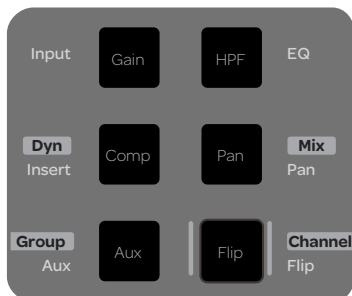 Input Gain HPF EQ
Dyn Mix
Insert Comp Pan Pan
Group Channel
Aux Aux Flip Flip